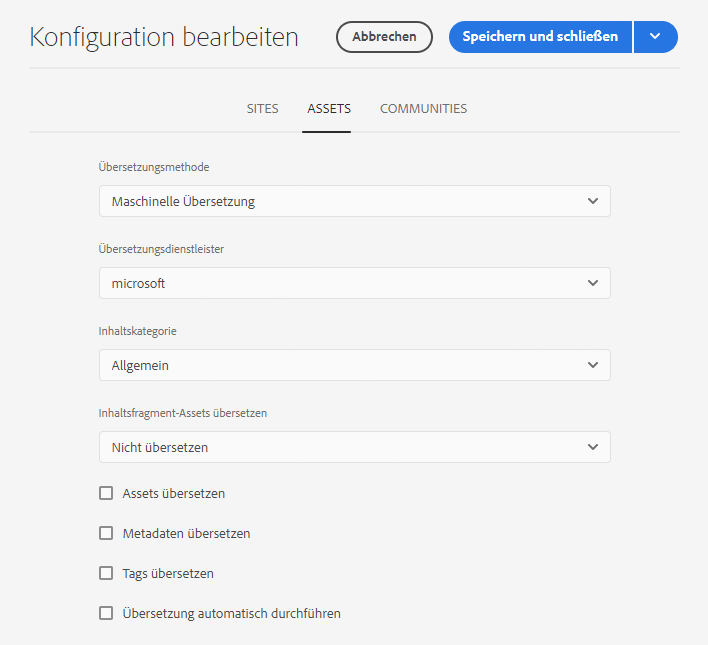 Konfiguration bearbeiten
Abbrechen
Speichern und schließen
SITES
ASSETS
COMMUNITIES
Übersetzungsmethode
Maschinelle Übersetzung
Übersetzungsdienstleister
microsoft
Inhaltskategorie
Allgemein
Inhaltsfragment-Assets übersetzen
Nicht übersetzen
Assets übersetzen
Metadaten übersetzen
Tags übersetzen
Übersetzung automatisch durchführen